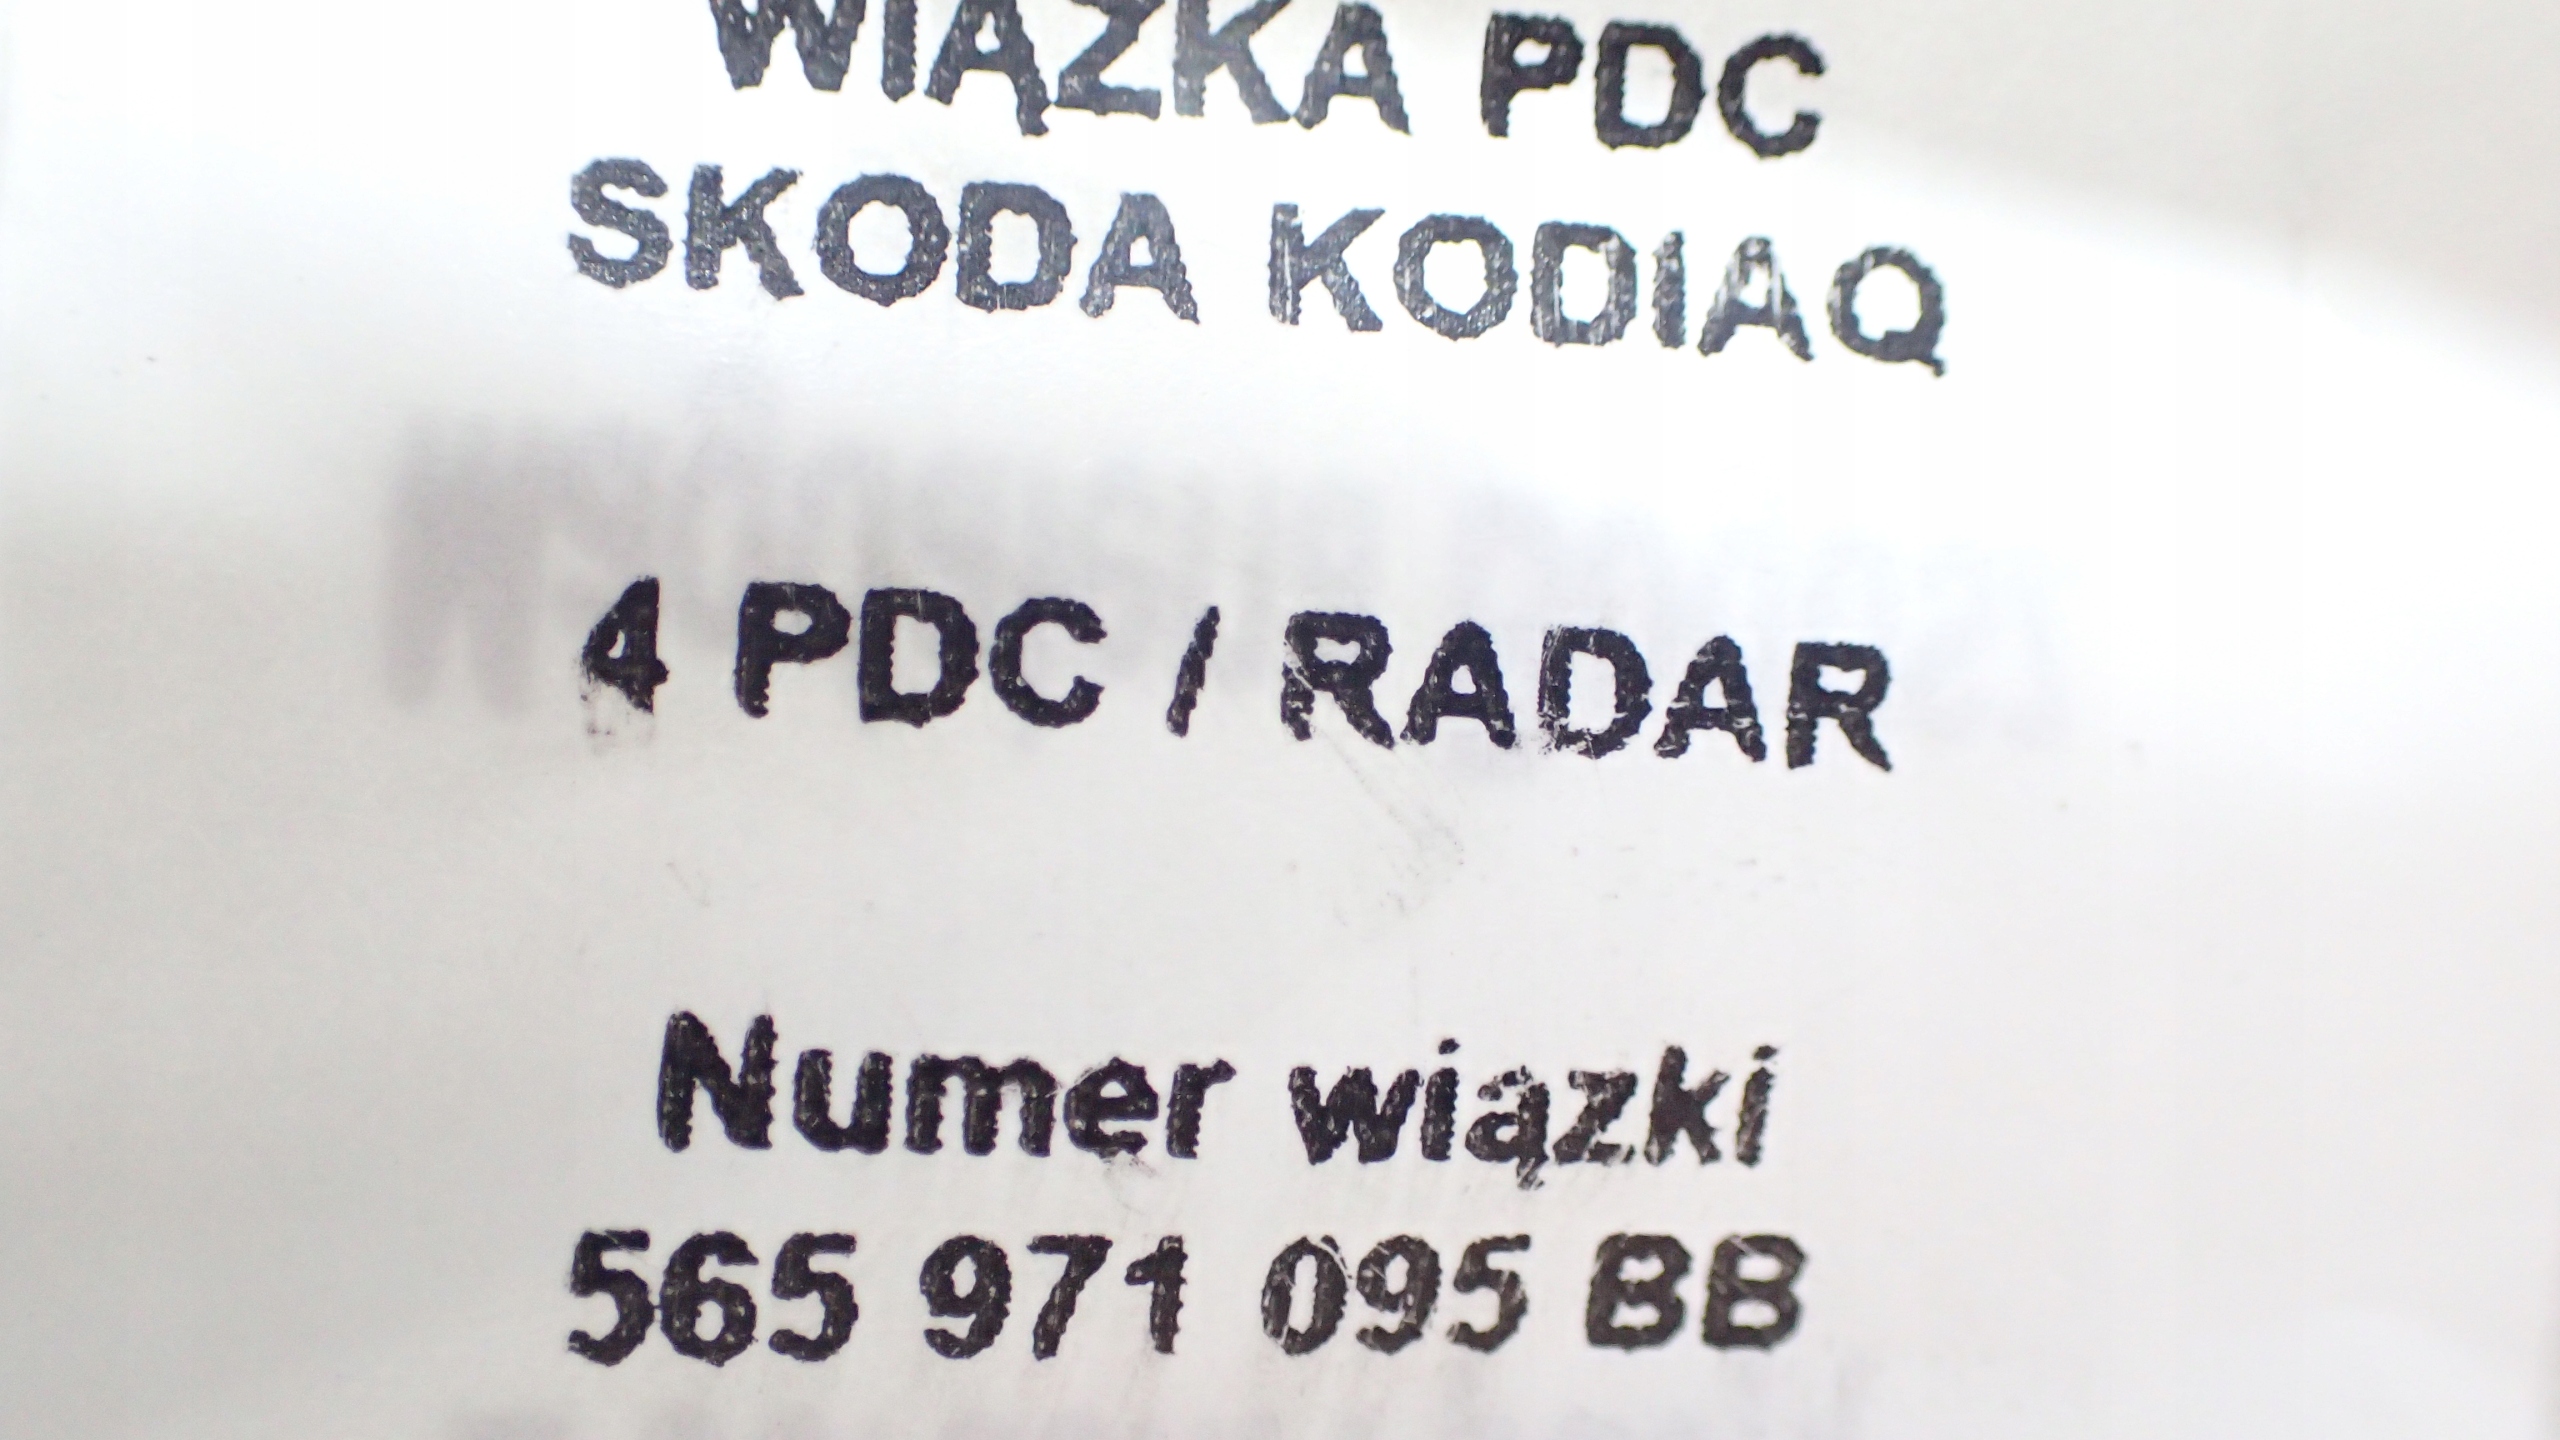 WIĄZKA PDC
SKODA KODIAQ
4 PDC / RADAR
Numer wiązki
565 971 095 BB